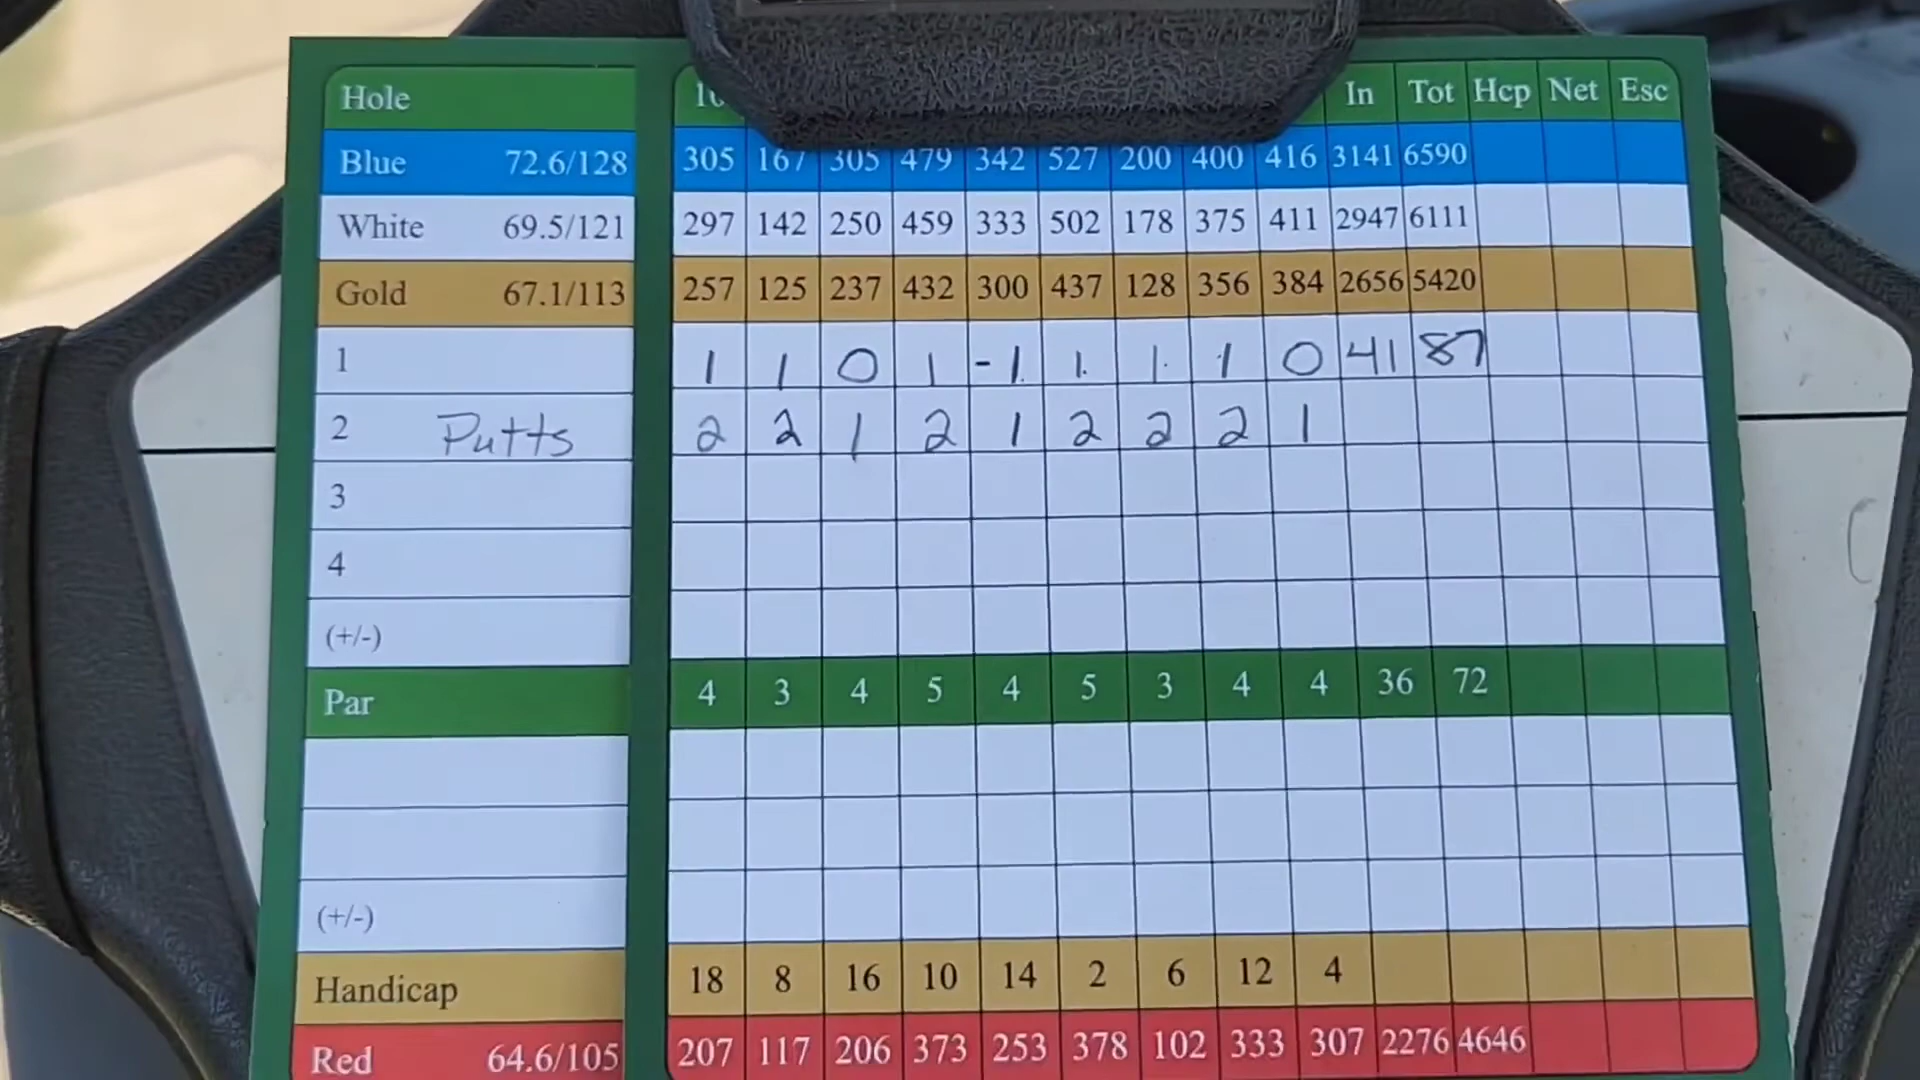 Hole 10 In Tot Hcp Net Esc
Blue 72.6/128 305 167 305 479 342 527 200 400 416 3141 6590
White 69.5/121 297 142 250 459 333 502 178 375 411 2947 6111
Gold 67.1/113 257 125 237 432 300 437 128 356 384 2656 5420
1 1 1 0 1 -1 1 1 1 0 41 87
2 Putts 2 2 1 2 1 2 2 2 1
3
4
(+/-)
Par 4 3 4 5 4 5 3 4 4 36 72
(+/-)
Handicap 18 8 16 10 14 2 6 12 4
Red 64.6/105 207 117 206 373 253 378 102 333 307 2276 4646